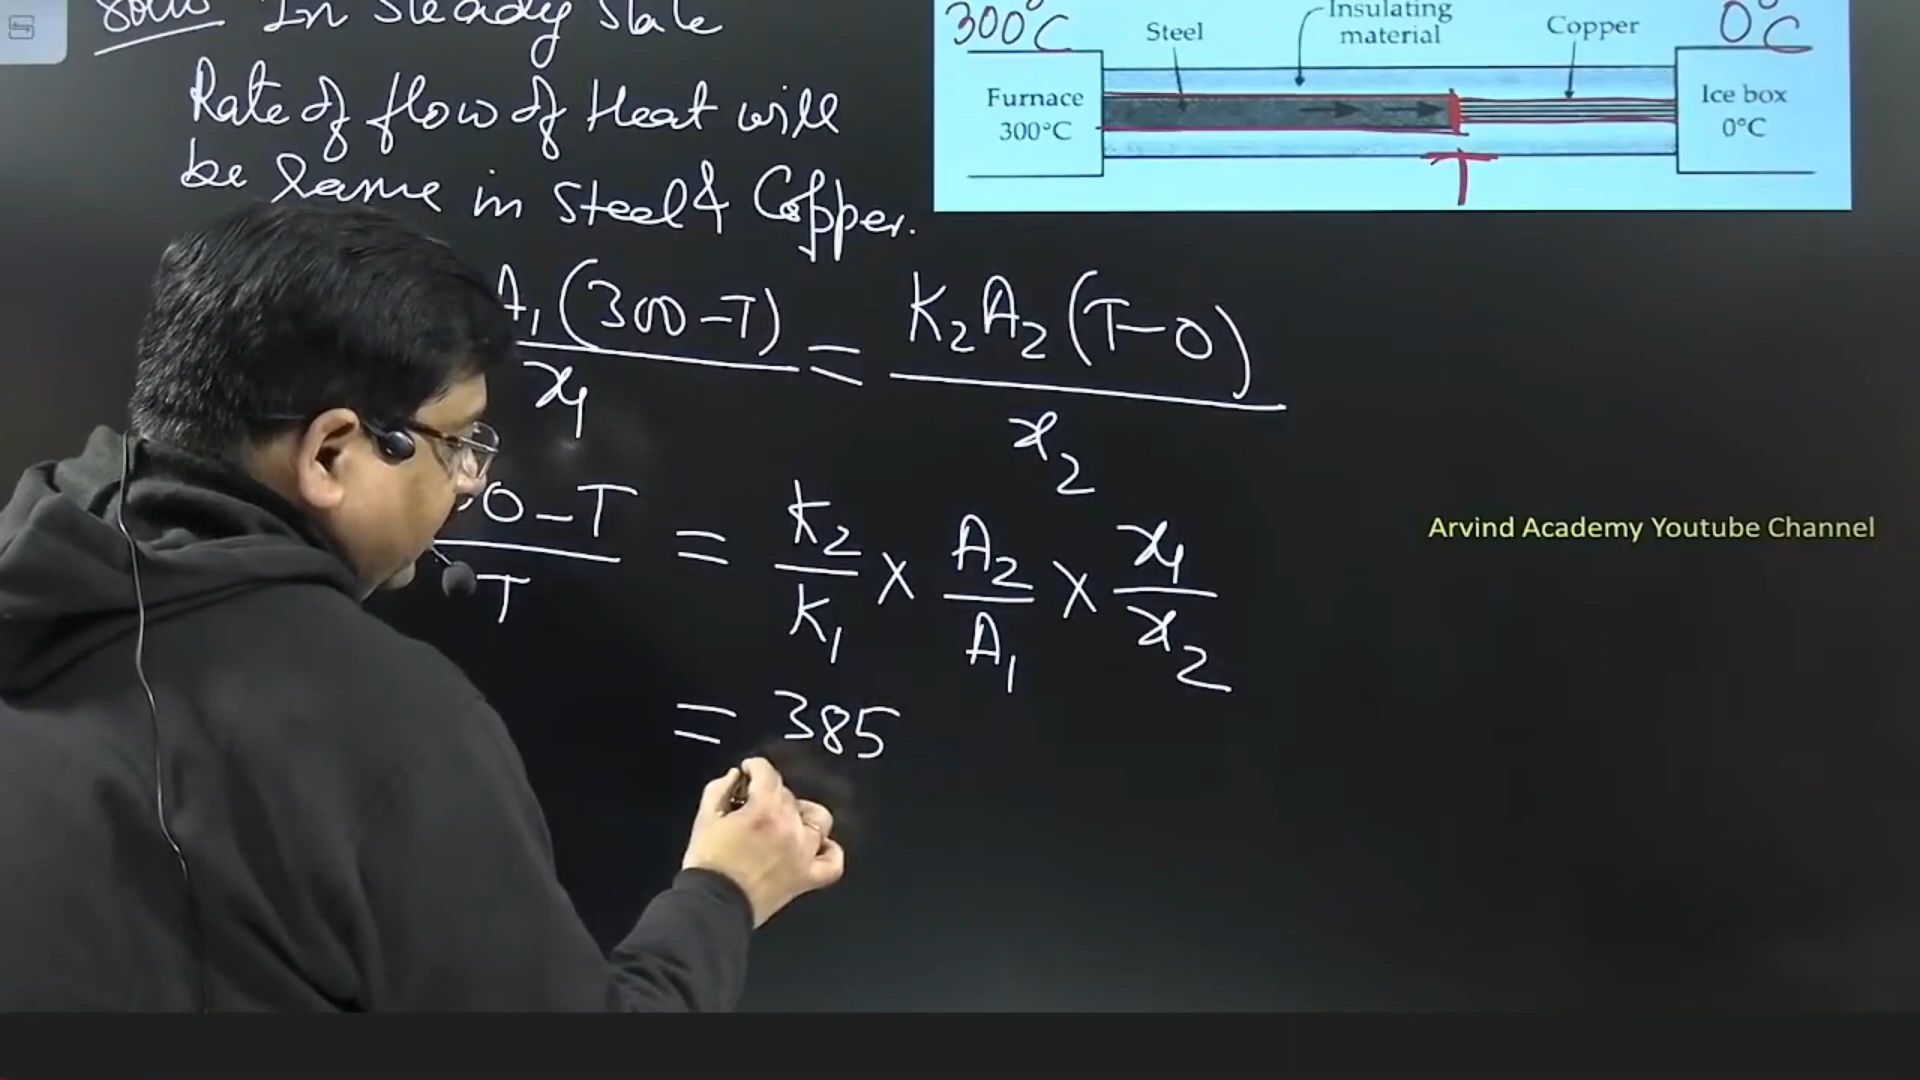 Soln In Steady State
Rate of flow of Heat will
be same in Steel & Copper.
A₁(300-T) / x₁ = K₂A₂(T-0) / x₂
0-T / T = K₂/K₁ × A₂/A₁ × x₁/x₂
= 385
300°C
0°C
Steel
Insulating
material
Copper
Furnace
300°C
Ice box
0°C
T
Arvind Academy Youtube Channel